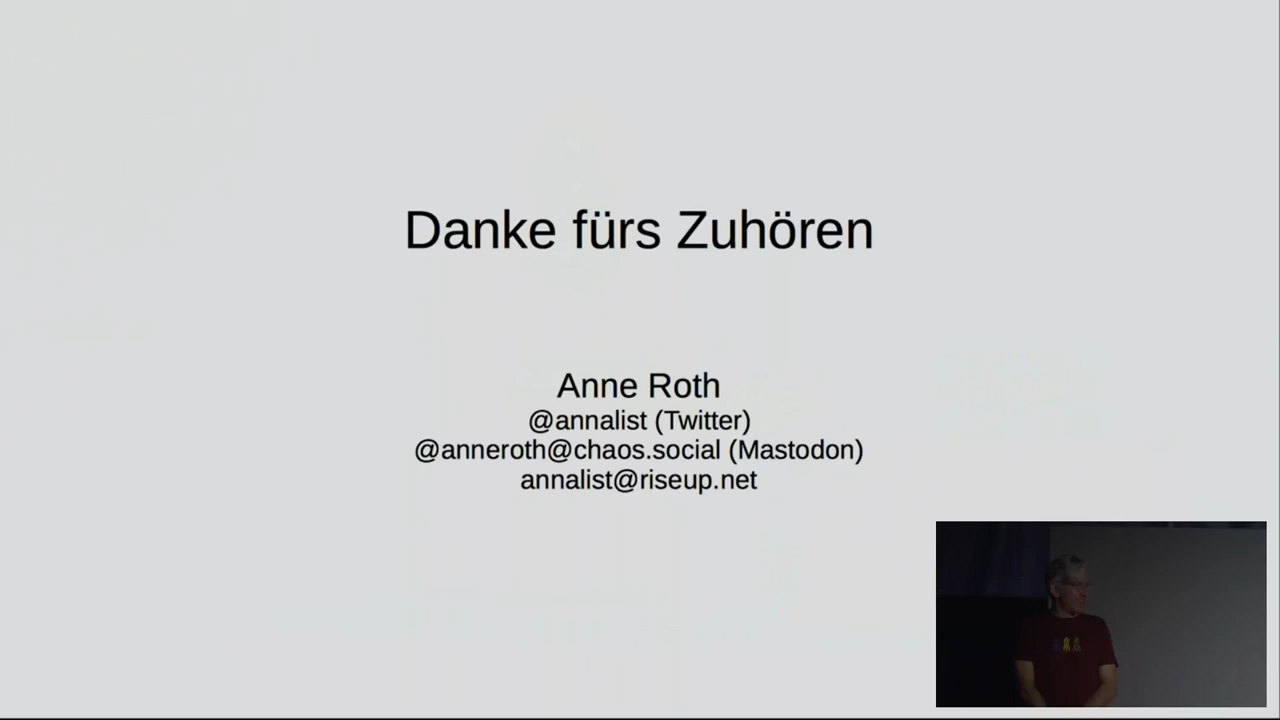 Danke fürs Zuhören
Anne Roth
@annalist (Twitter)
@anneroth@chaos.social (Mastodon)
annalist@riseup.net